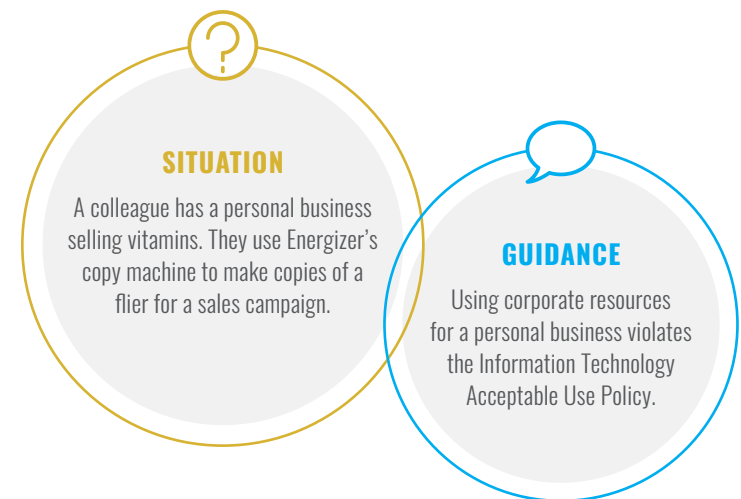 SITUATION
A colleague has a personal business
selling vitamins. They use Energizer's
copy machine to make copies of a
flier for a sales campaign.
GUIDANCE
Using corporate resources
for a personal business violates
the Information Technology
Acceptable Use Policy.